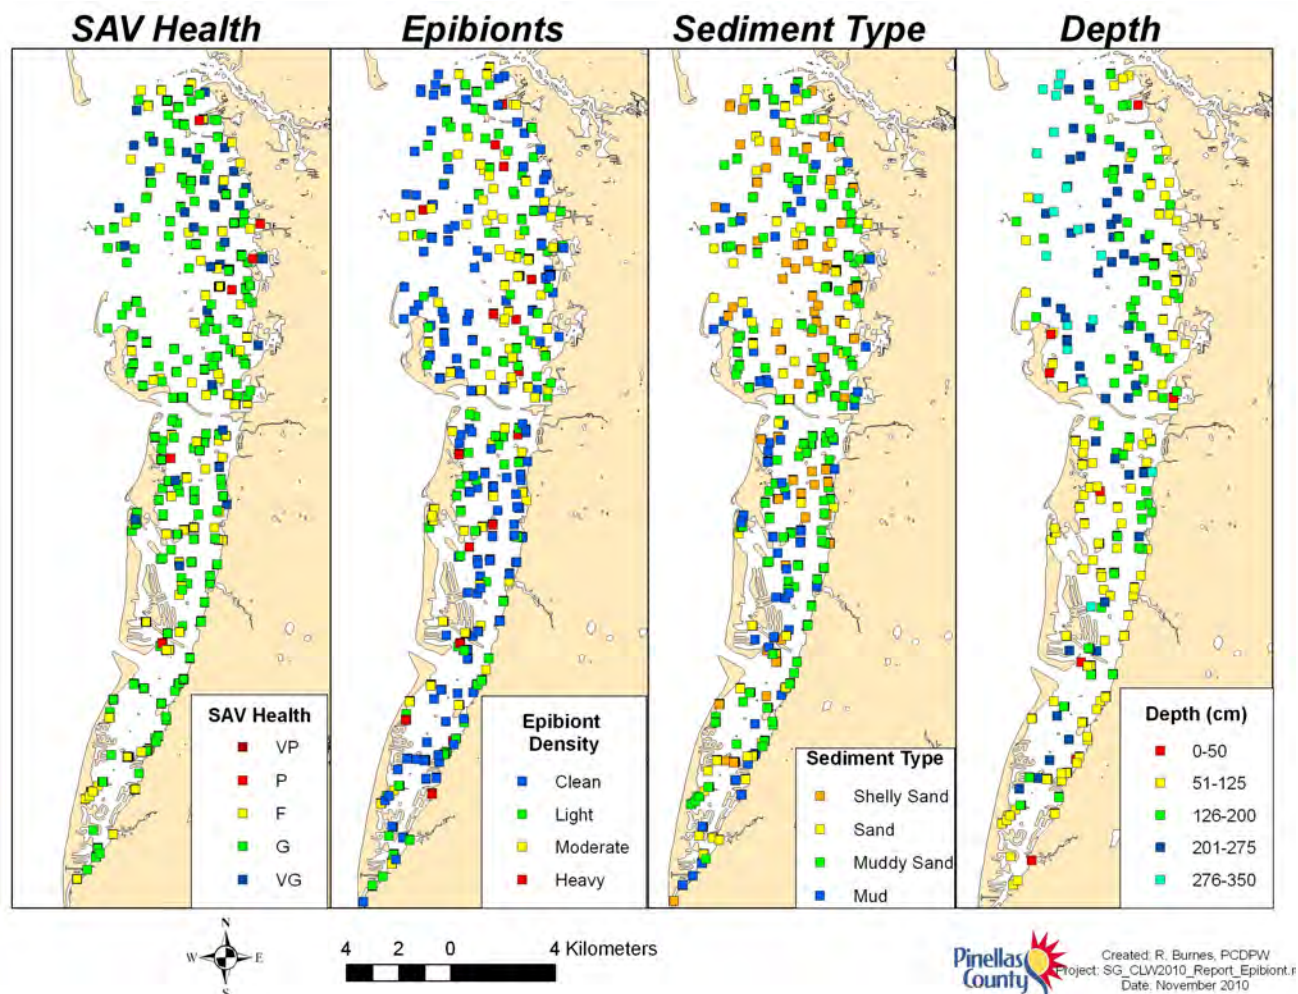 SAV Health
Epibionts
Sediment Type
Depth
SAV Health
VP
P
F
G
VG
Epibiont
Density
Clean
Light
Moderate
Heavy
Sediment Type
Shelly Sand
Sand
Muddy Sand
Mud
Depth (cm)
0-50
51-125
126-200
201-275
276-350
N
W E
S
4 2 0 4 Kilometers
Pinellas
County
Created: R. Burnes, PCDPW
Project: SG_CLW2010_Report_Epibiont.
Date: November 2010